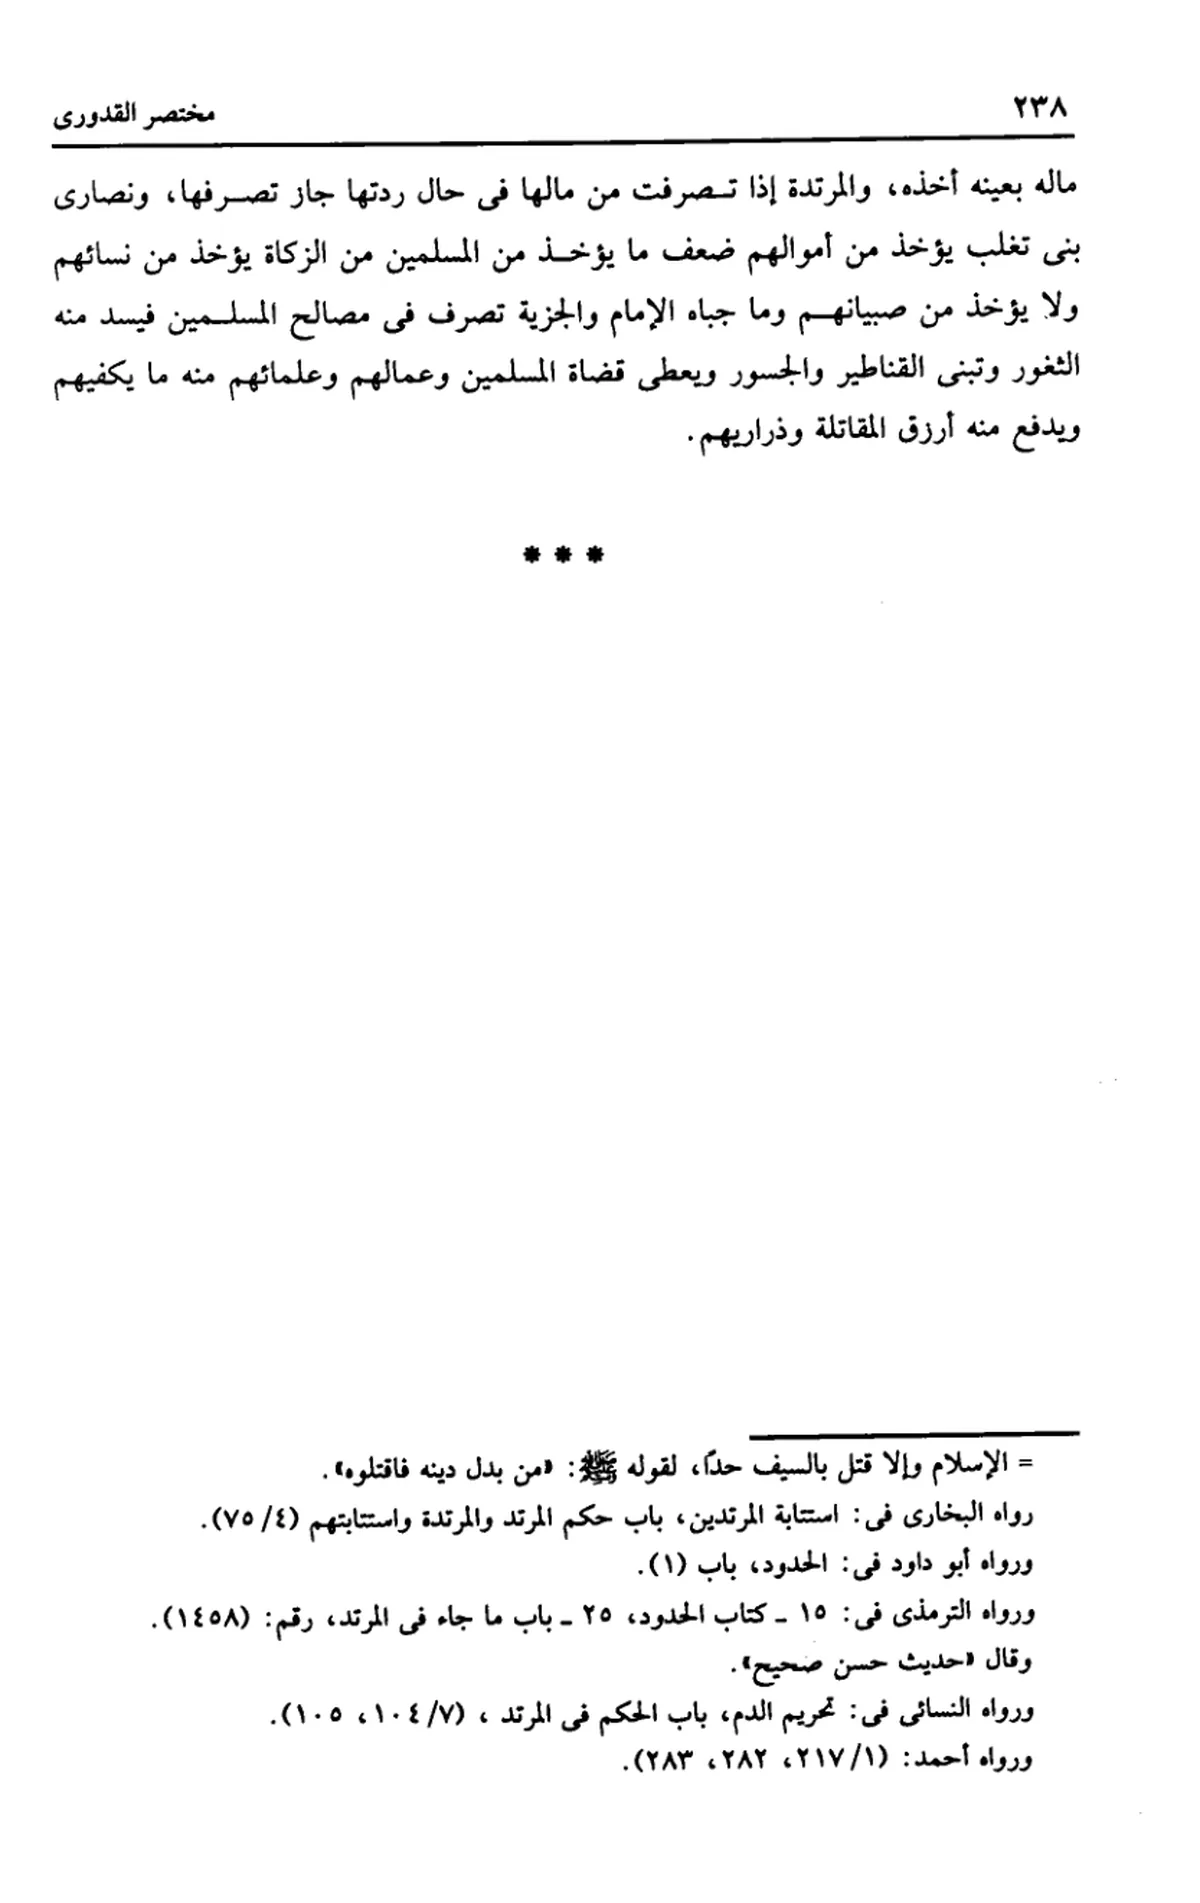 ٢٣٨
مختصر القدورى
ماله بعينه أخذه، والمرتدة إذا تـصرفت من مالها فى حال ردتها جاز تصـرفها، ونصارى
بنى تغلب يؤخذ من أموالهم ضعف ما يؤخـذ من المسلمين من الزكاة يؤخذ من نسائهم
ولا يؤخذ من صبيانهـم وما جباه الإمام والجزية تصرف فى مصالح المسلـمين فيسد منه
الثغور وتبنى القناطير والجسور ويعطى قضاة المسلمين وعمالهم وعلمائهم منه ما يكفيهم
ويدفع منه أرزق المقاتلة وذراريهم.
* * *
= الإسلام وإلا قتل بالسيف حدًا، لقوله ﷺ: «من بدل دينه فاقتلوه».
رواه البخارى فى: استتابة المرتدين، باب حكم المرتد والمرتدة واستتابتهم (٤/ ٧٥).
ورواه أبو داود فى: الحدود، باب (١).
ورواه الترمذى فى: ١٥ - كتاب الحدود، ٢٥ - باب ما جاء فى المرتد، رقم: (١٤٥٨).
وقال «حديث حسن صحيح».
ورواه النسائى فى: تحريم الدم، باب الحكم فى المرتد ، (٧/ ١٠٤، ١٠٥).
ورواه أحمد: (١/ ٢١٧، ٢٨٢، ٢٨٣).